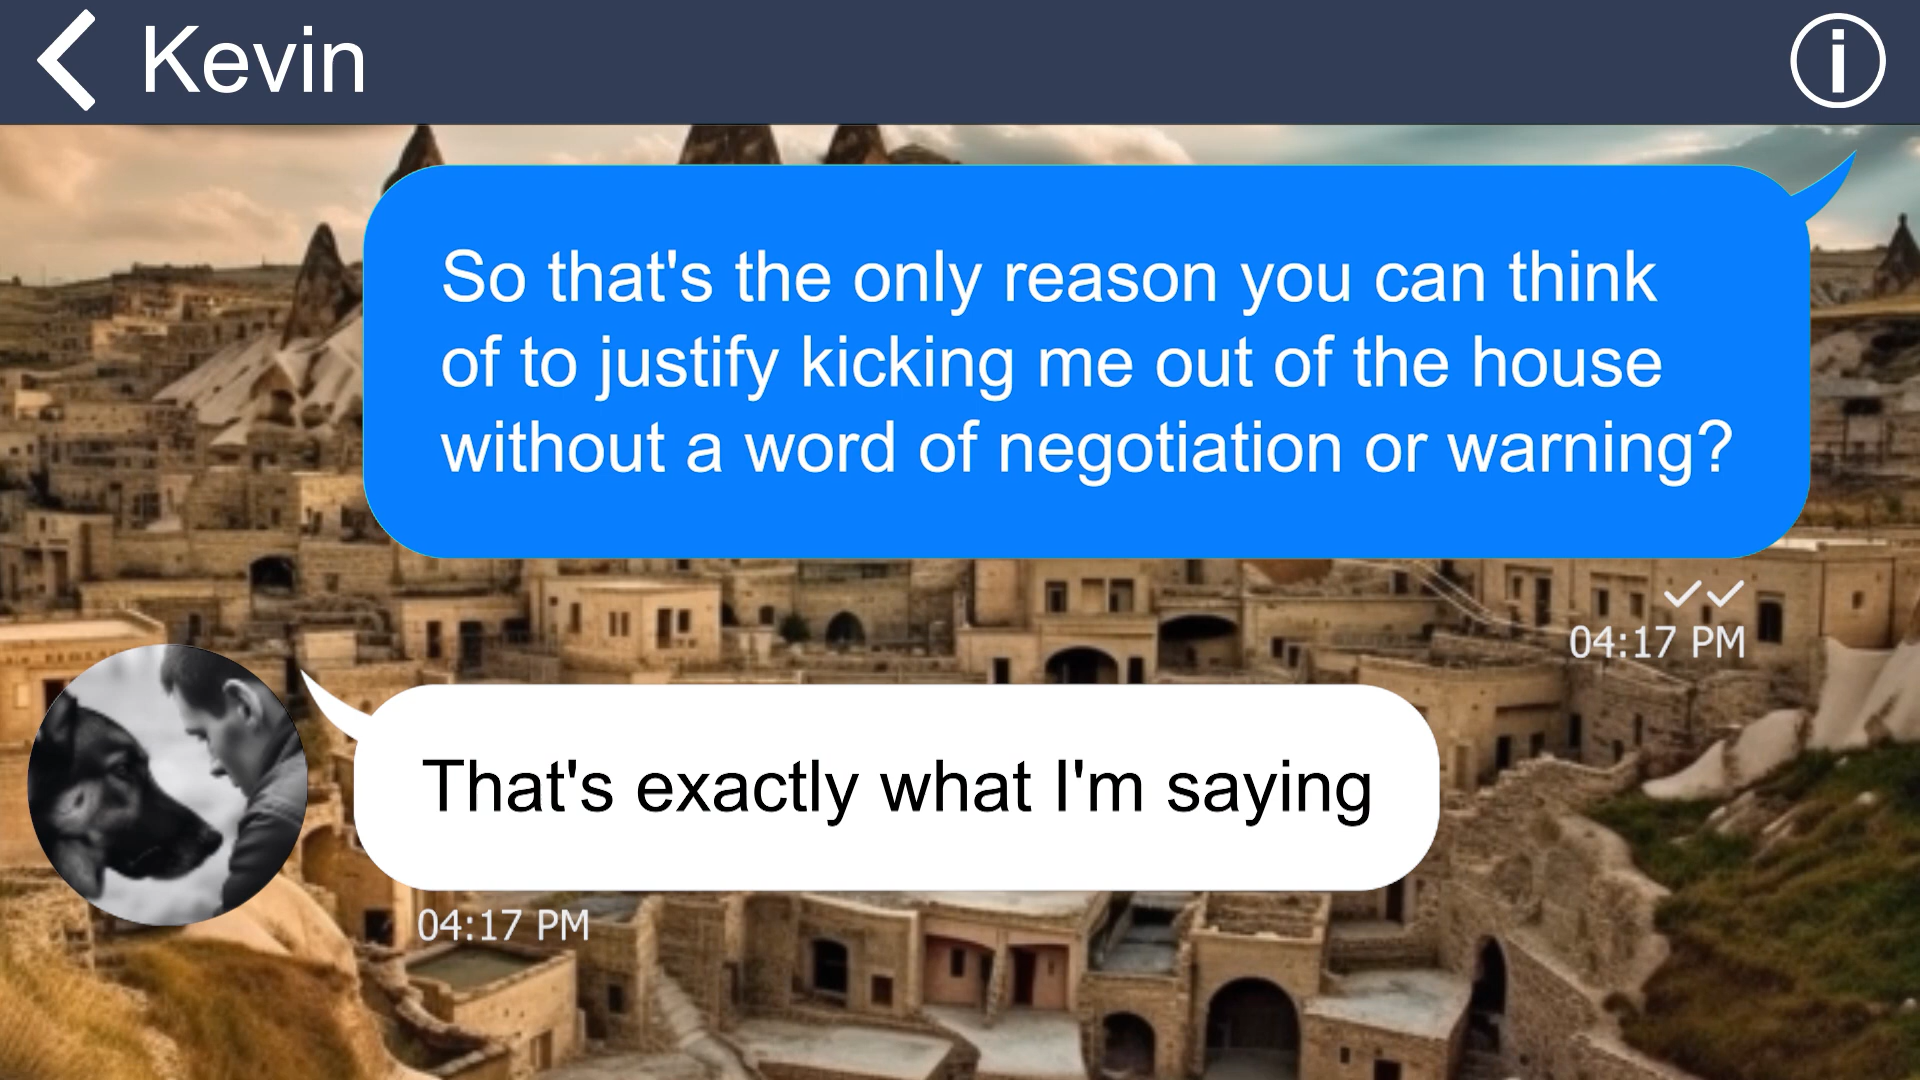 Kevin
So that's the only reason you can think
of to justify kicking me out of the house
without a word of negotiation or warning?
04:17 PM
That's exactly what I'm saying
04:17 PM